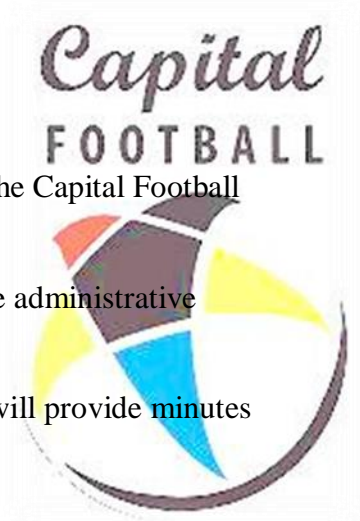 Capital
FOOTBALL
he Capital Football
e administrative
will provide minutes